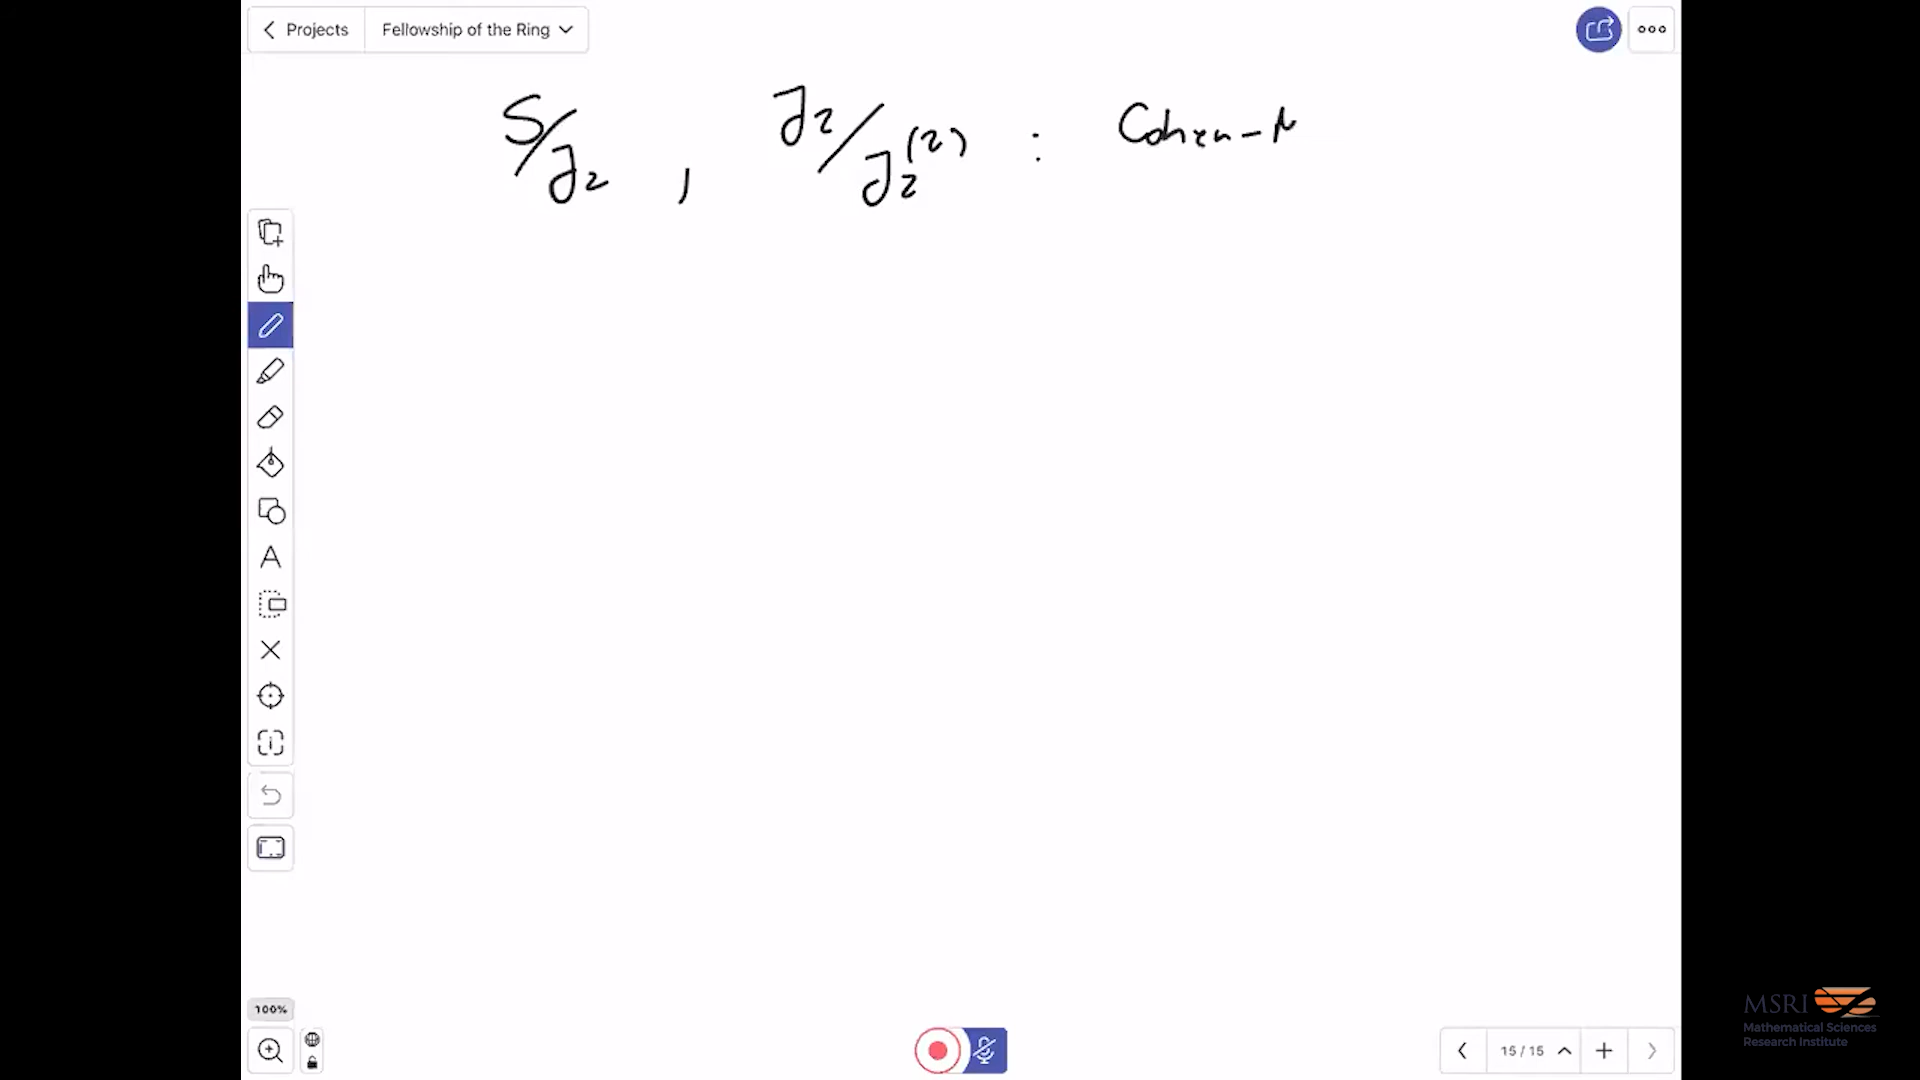 Projects Fellowship of the Ring
S/J₂ , J₂/J₂⁽²⁾ : Cohen-M
A
100%
15/15
MSRI
Mathematical Sciences
Research Institute